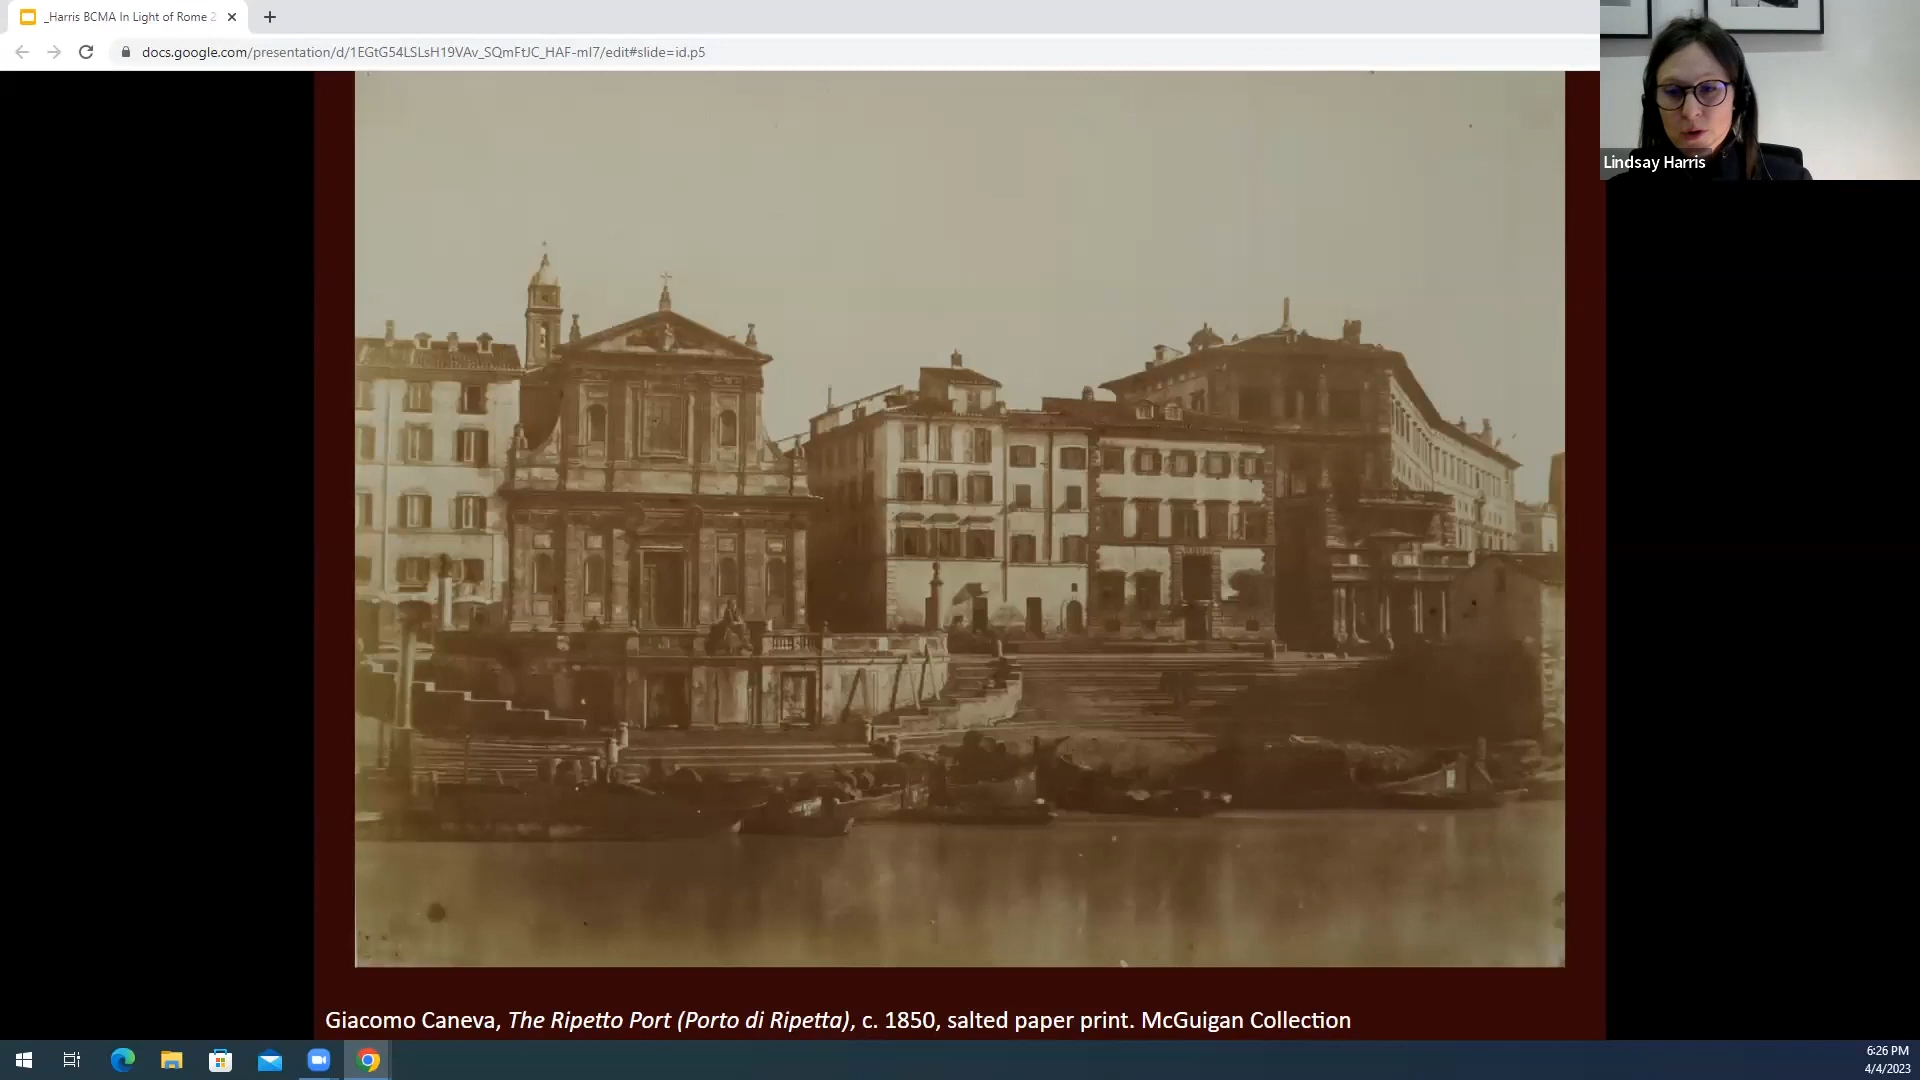 _Harris BCMA In Light of Rome 2
docs.google.com/presentation/d/1EGtG54LSLsH19VAv_SQmFtJC_HAF-mI7/edit#slide=id.p5
Lindsay Harris
Giacomo Caneva, The Ripetto Port (Porto di Ripetta), c. 1850, salted paper print. McGuigan Collection
6:26 PM
4/4/2023